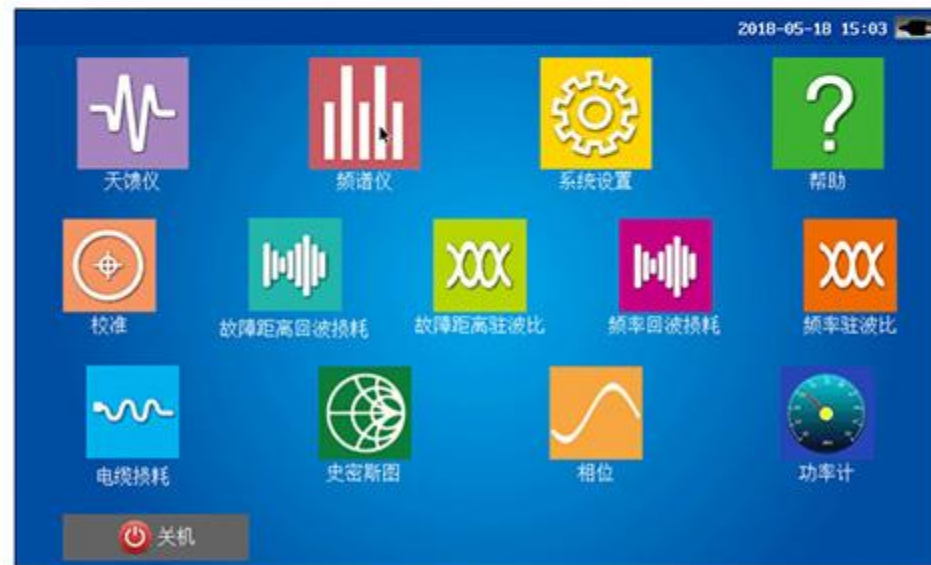 2018-05-18 15:03
天馈仪 频谱仪 系统设置 帮助
校准 故障距离回波损耗 故障距离驻波比 频率回波损耗 频率驻波比
电缆损耗 史密斯图 相位 功率计
关机